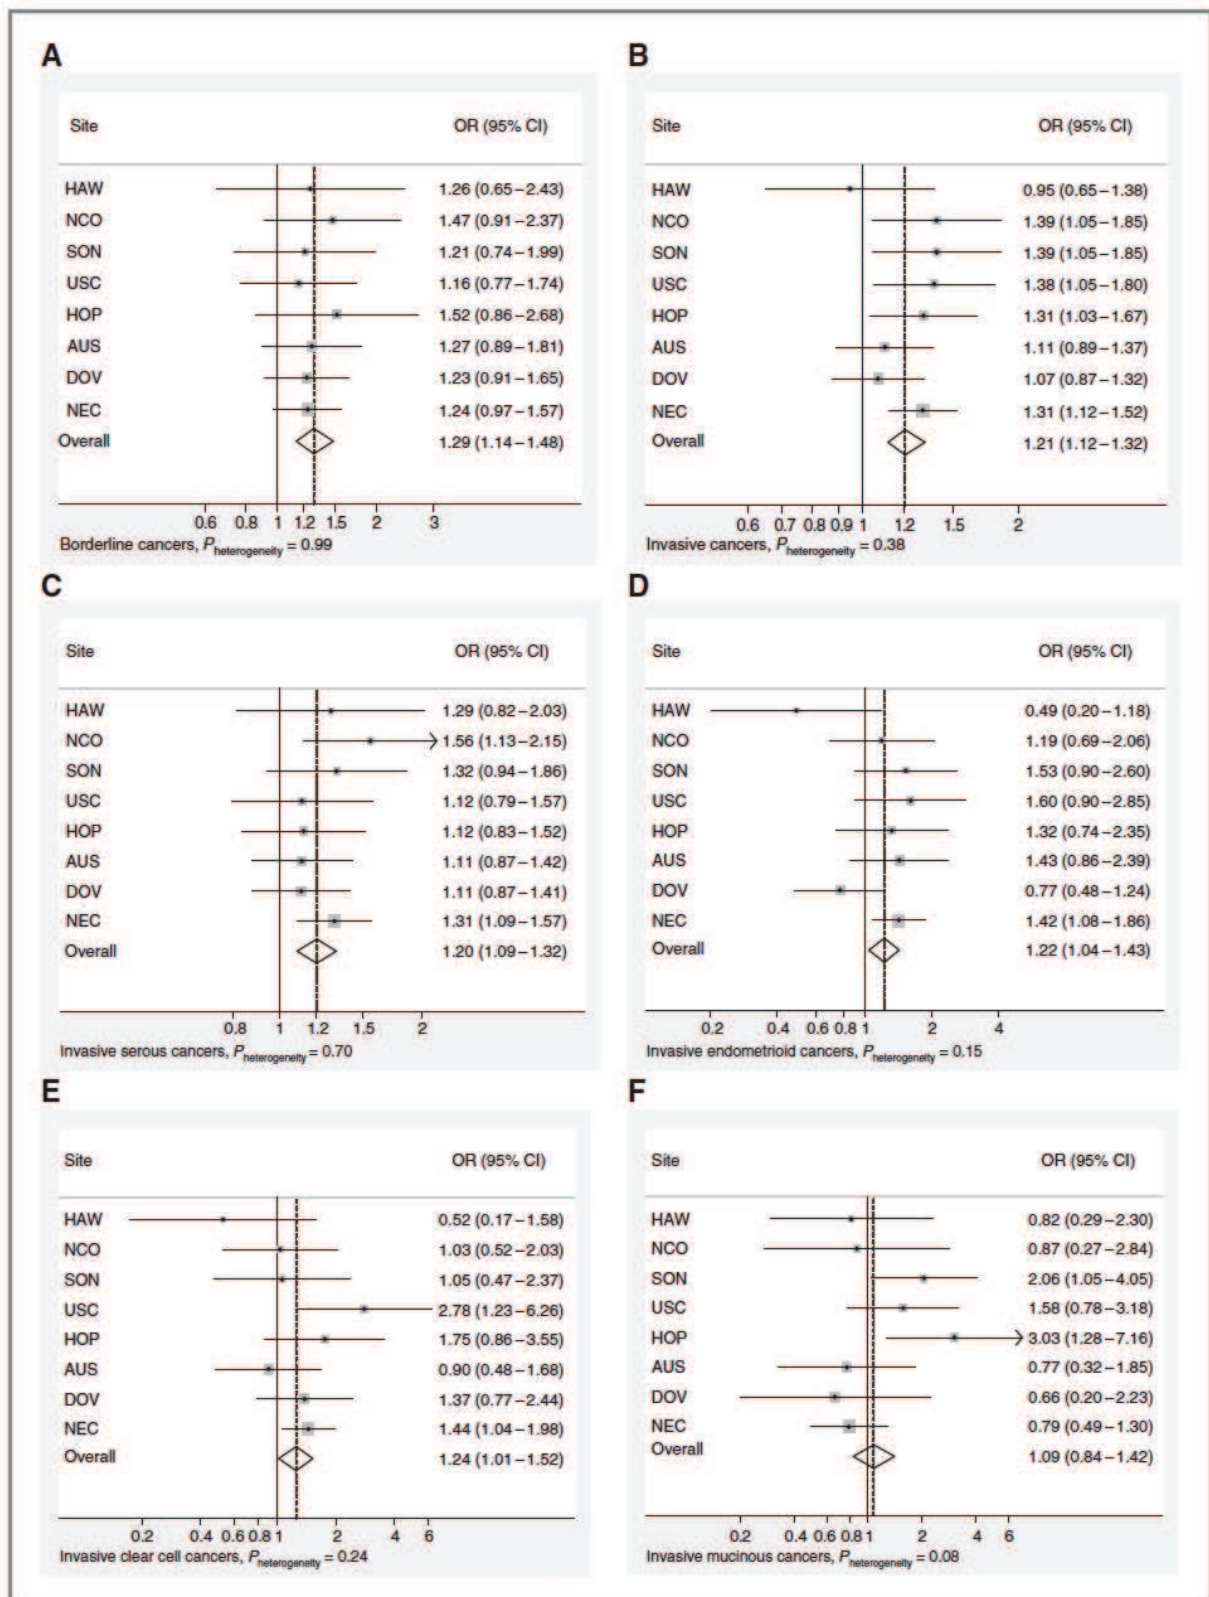 A
Site OR (95% CI)
HAW 1.26 (0.65–2.43)
NCO 1.47 (0.91–2.37)
SON 1.21 (0.74–1.99)
USC 1.16 (0.77–1.74)
HOP 1.52 (0.86–2.68)
AUS 1.27 (0.89–1.81)
DOV 1.23 (0.91–1.65)
NEC 1.24 (0.97–1.57)
Overall 1.29 (1.14–1.48)
0.6 0.8 1 1.2 1.5 2 3
Borderline cancers, Pheterogeneity = 0.99
B
Site OR (95% CI)
HAW 0.95 (0.65–1.38)
NCO 1.39 (1.05–1.85)
SON 1.39 (1.05–1.85)
USC 1.38 (1.05–1.80)
HOP 1.31 (1.03–1.67)
AUS 1.11 (0.89–1.37)
DOV 1.07 (0.87–1.32)
NEC 1.31 (1.12–1.52)
Overall 1.21 (1.12–1.32)
0.6 0.7 0.8 0.9 1 1.2 1.5 2
Invasive cancers, Pheterogeneity = 0.38
C
Site OR (95% CI)
HAW 1.29 (0.82–2.03)
NCO 1.56 (1.13–2.15)
SON 1.32 (0.94–1.86)
USC 1.12 (0.79–1.57)
HOP 1.12 (0.83–1.52)
AUS 1.11 (0.87–1.42)
DOV 1.11 (0.87–1.41)
NEC 1.31 (1.09–1.57)
Overall 1.20 (1.09–1.32)
0.8 1 1.2 1.5 2
Invasive serous cancers, Pheterogeneity = 0.70
D
Site OR (95% CI)
HAW 0.49 (0.20–1.18)
NCO 1.19 (0.69–2.06)
SON 1.53 (0.90–2.60)
USC 1.60 (0.90–2.85)
HOP 1.32 (0.74–2.35)
AUS 1.43 (0.86–2.39)
DOV 0.77 (0.48–1.24)
NEC 1.42 (1.08–1.86)
Overall 1.22 (1.04–1.43)
0.2 0.4 0.6 0.8 1 2 4
Invasive endometrioid cancers, Pheterogeneity = 0.15
E
Site OR (95% CI)
HAW 0.52 (0.17–1.58)
NCO 1.03 (0.52–2.03)
SON 1.05 (0.47–2.37)
USC 2.78 (1.23–6.26)
HOP 1.75 (0.86–3.55)
AUS 0.90 (0.48–1.68)
DOV 1.37 (0.77–2.44)
NEC 1.44 (1.04–1.98)
Overall 1.24 (1.01–1.52)
0.2 0.4 0.6 0.8 1 2 4 6
Invasive clear cell cancers, Pheterogeneity = 0.24
F
Site OR (95% CI)
HAW 0.82 (0.29–2.30)
NCO 0.87 (0.27–2.84)
SON 2.06 (1.05–4.05)
USC 1.58 (0.78–3.18)
HOP 3.03 (1.28–7.16)
AUS 0.77 (0.32–1.85)
DOV 0.66 (0.20–2.23)
NEC 0.79 (0.49–1.30)
Overall 1.09 (0.84–1.42)
0.2 0.4 0.6 0.8 1 2 4 6
Invasive mucinous cancers, Pheterogeneity = 0.08